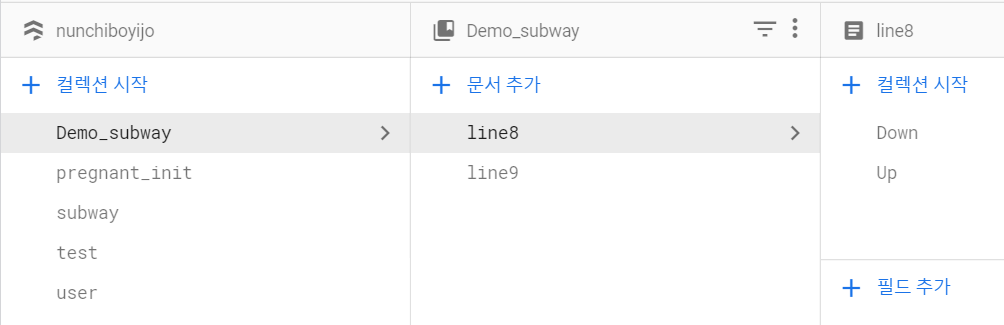 nunchiboyijo
Demo_subway
line8
+ 컬렉션 시작
+ 문서 추가
+ 컬렉션 시작
Demo_subway
line8
Down
pregnant_init
line9
Up
subway
test
+ 필드 추가
user